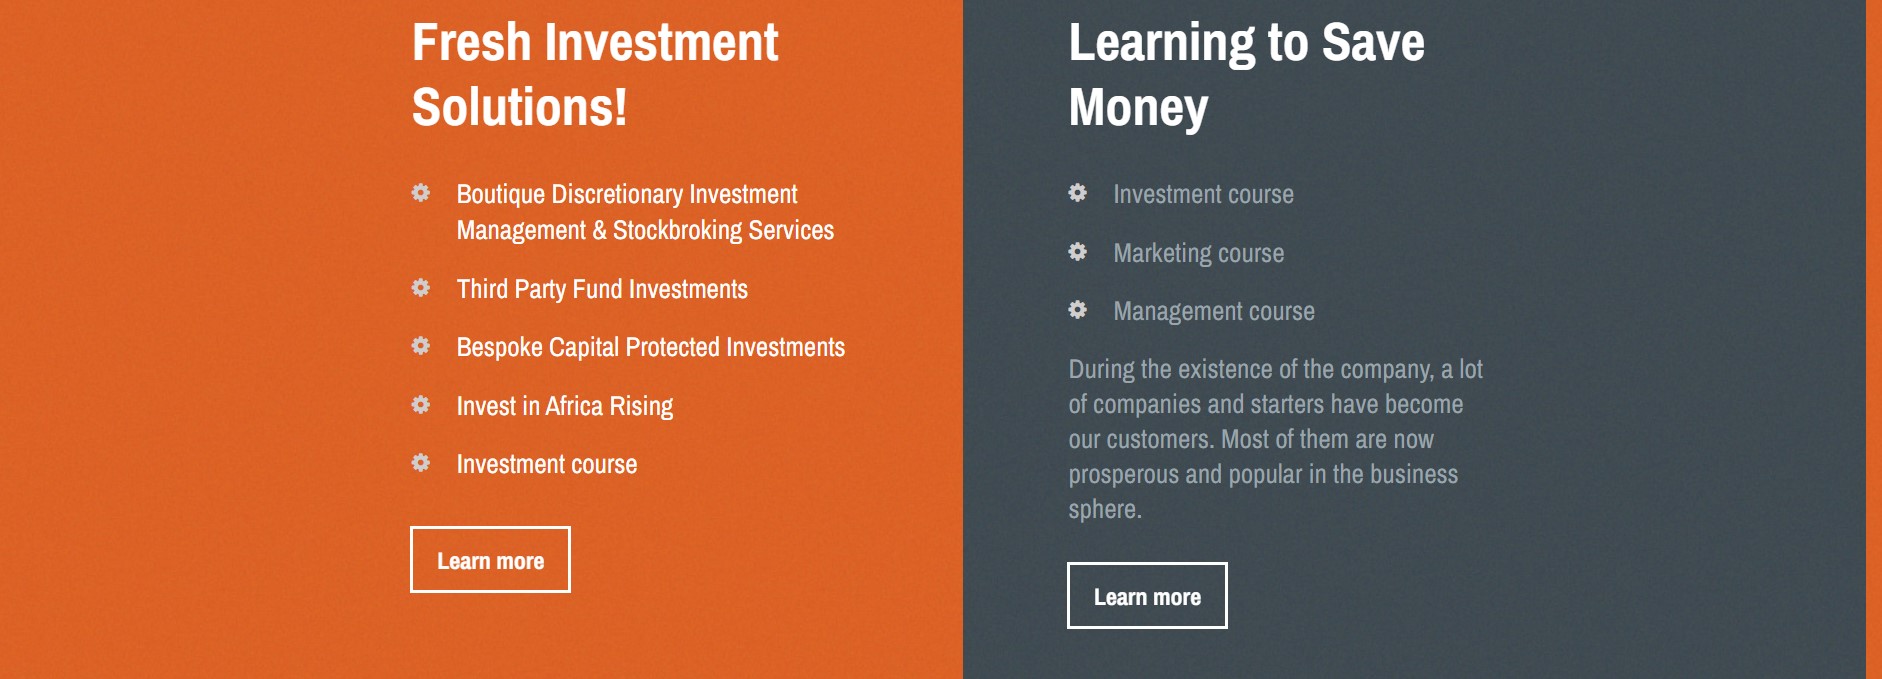 Fresh Investment
Solutions!
Boutique Discretionary Investment
Management & Stockbroking Services
Third Party Fund Investments
Bespoke Capital Protected Investments
Invest in Africa Rising
Investment course
Learn more
Learning to Save
Money
Investment course
Marketing course
Management course
During the existence of the company, a lot
of companies and starters have become
our customers. Most of them are now
prosperous and popular in the business
sphere.
Learn more